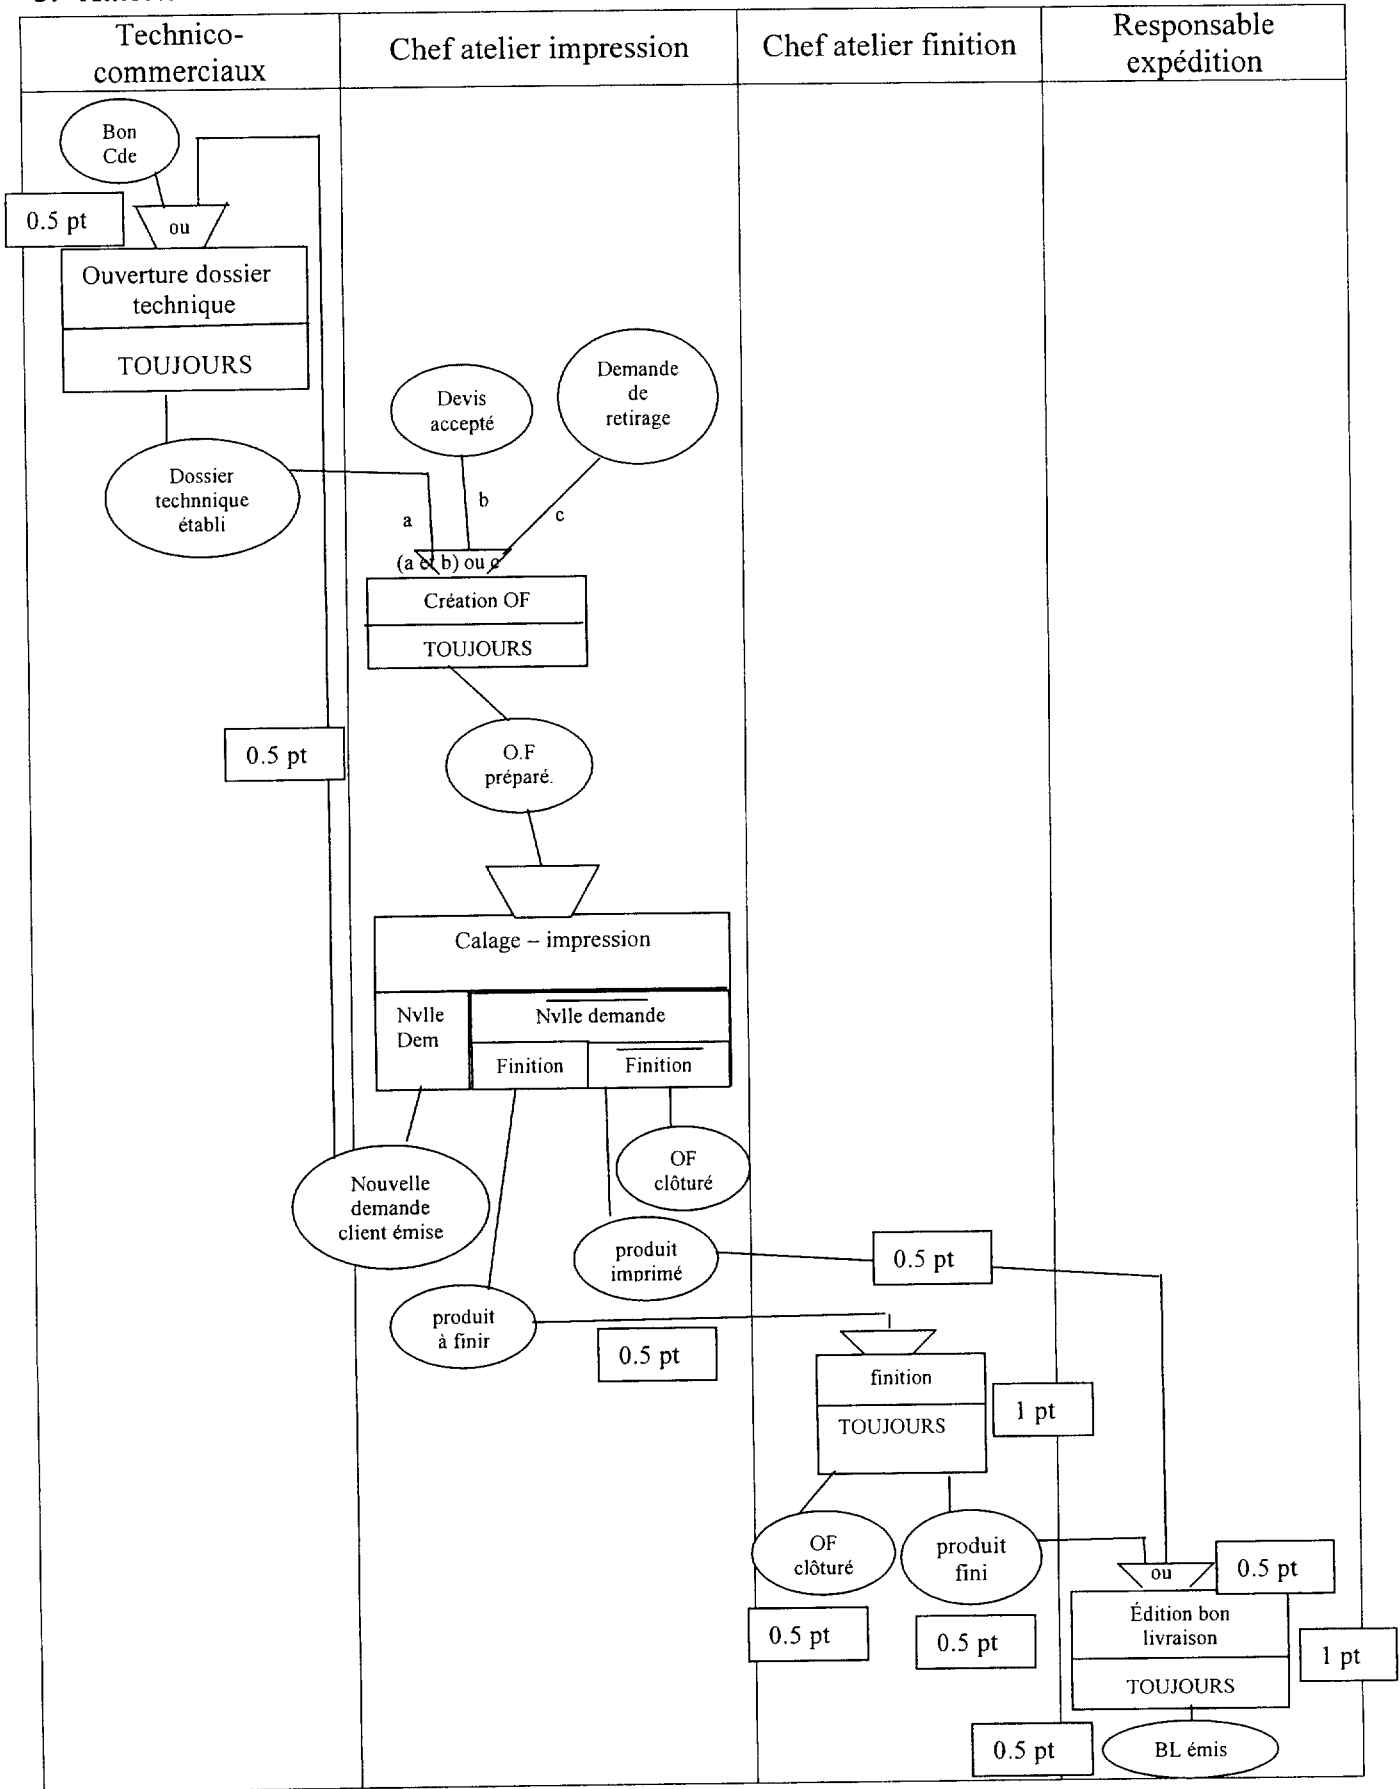 Technico-
commerciaux
Chef atelier impression
Chef atelier finition
Responsable
expédition
Bon
Cde
0.5 pt
ou
Ouverture dossier
technique
TOUJOURS
Devis
accepté
Demande
de
retirage
Dossier
technnique
établi
a
b
c
(a et b) ou c
Création OF
TOUJOURS
0.5 pt
O.F
préparé.
Calage – impression
Nvlle
Dem
Nvlle demande
Finition
Finition
OF
clôturé
Nouvelle
demande
client émise
produit
imprimé
0.5 pt
produit
à finir
0.5 pt
finition
TOUJOURS
1 pt
OF
clôturé
produit
fini
ou
0.5 pt
0.5 pt
0.5 pt
Édition bon
livraison
TOUJOURS
1 pt
0.5 pt
BL émis